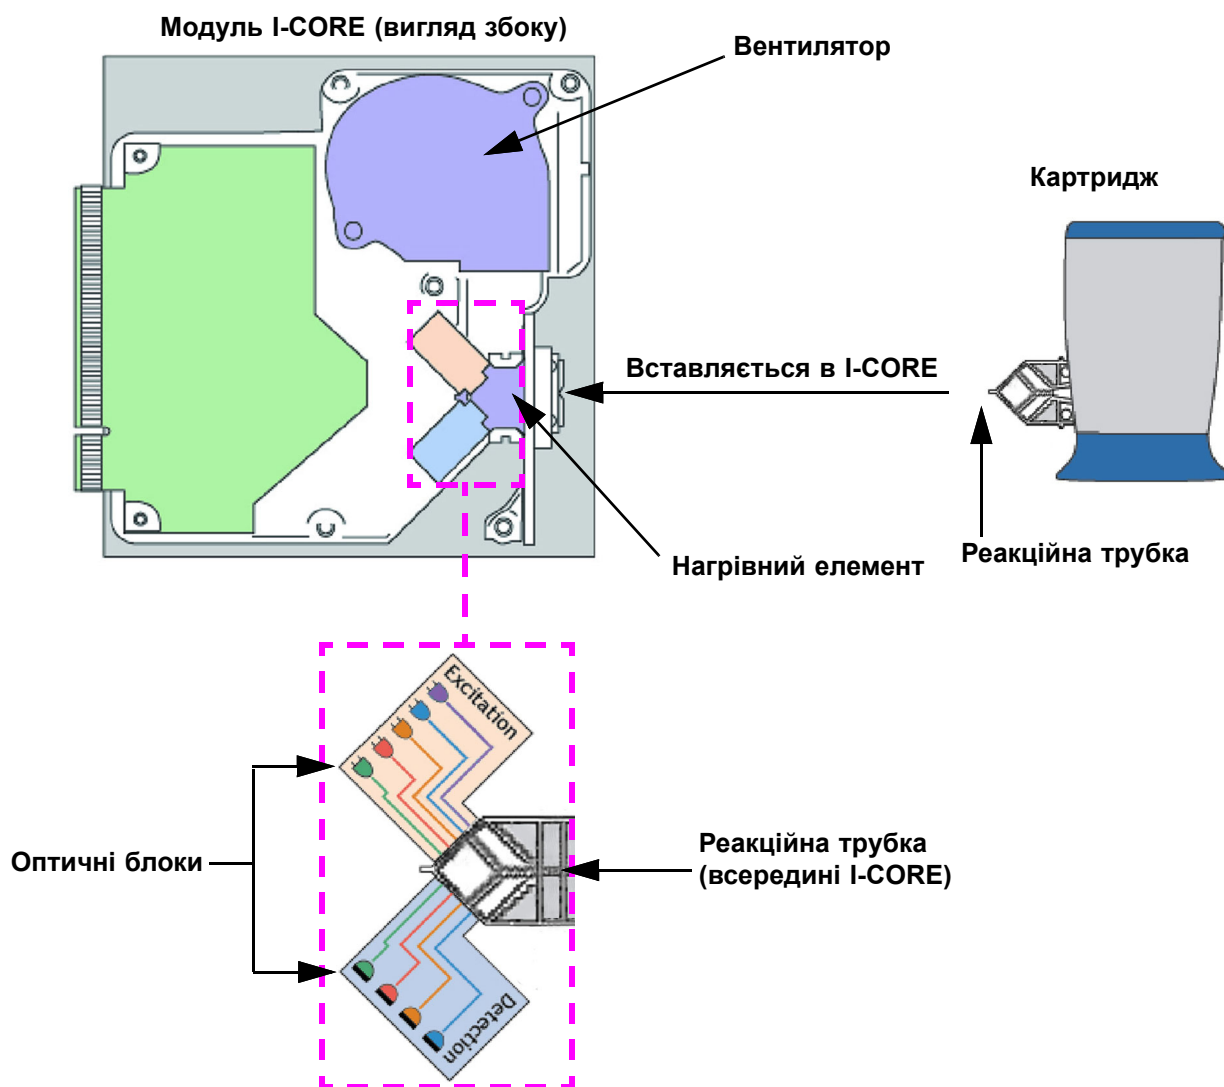 Модуль I-CORE (вигляд збоку)
Вентилятор
Картридж
Вставляється в I-CORE
Нагрівний елемент
Реакційна трубка
Excitation
Оптичні блоки
Реакційна трубка
(всередині I-CORE)
Detection